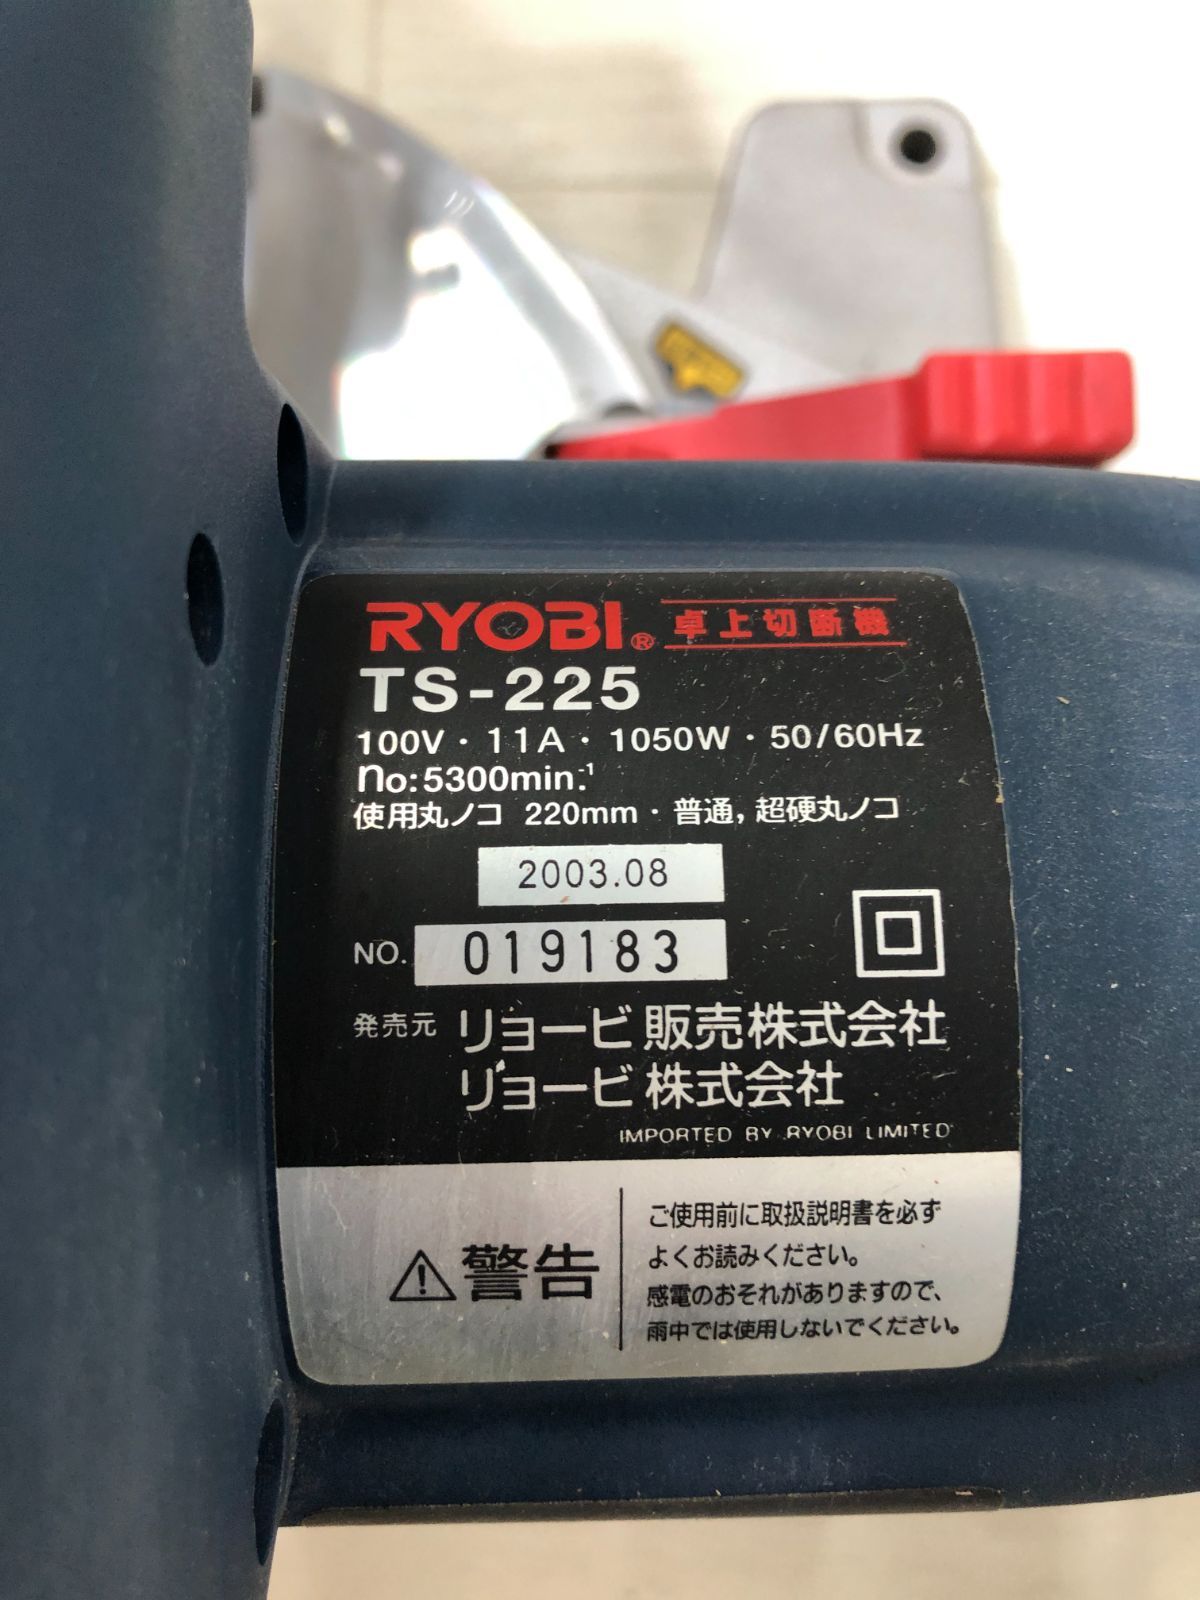 RYOBI® 卓上切断機
TS-225
100V・11A・1050W・50/60Hz
no:5300min.-1
使用丸ノコ 220mm・普通,超硬丸ノコ
2003.08
NO. 019183
発売元 リョービ販売株式会社
リョービ株式会社
IMPORTED BY RYOBI LIMITED
⚠警告
ご使用前に取扱説明書を必ず
よくお読みください。
感電のおそれがありますので、
雨中では使用しないでください。